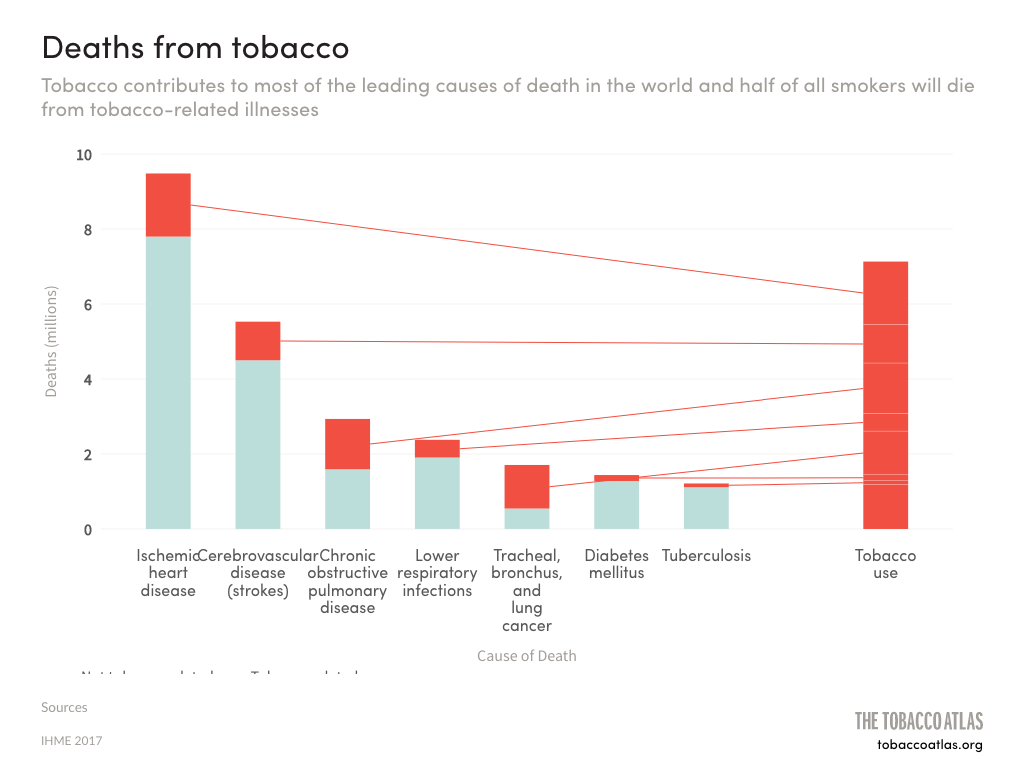 Deaths from tobacco
Tobacco contributes to most of the leading causes of death in the world and half of all smokers will die
from tobacco-related illnesses
Deaths (millions)
10
8
6
4
2
0
Ischemic
heart
disease
Cerebrovascular
disease
(strokes)
Chronic
obstructive
pulmonary
disease
Lower
respiratory
infections
Tracheal,
bronchus,
and
lung
cancer
Diabetes
mellitus
Tuberculosis
Tobacco
use
Cause of Death
Sources
IHME 2017
THE TOBACCO ATLAS
tobaccoatlas.org